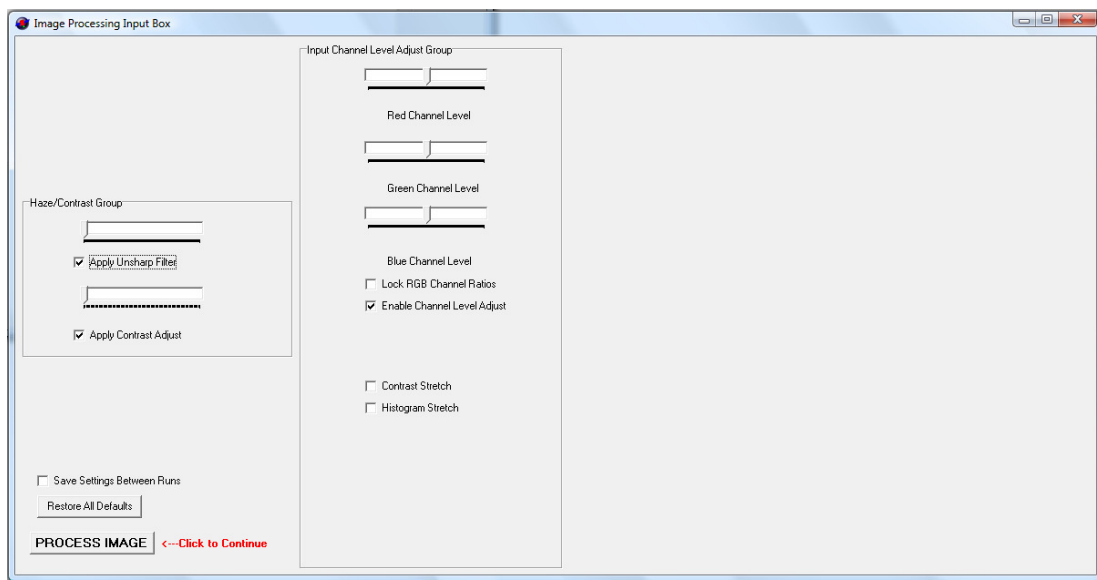 Image Processing Input Box
Input Channel Level Adjust Group
Red Channel Level
Green Channel Level
Haze/Contrast Group
Blue Channel Level
Apply Unsharp Filter
Lock RGB Channel Ratios
Enable Channel Level Adjust
Apply Contrast Adjust
Contrast Stretch
Histogram Stretch
Save Settings Between Runs
Restore All Defaults
PROCESS IMAGE <---Click to Continue